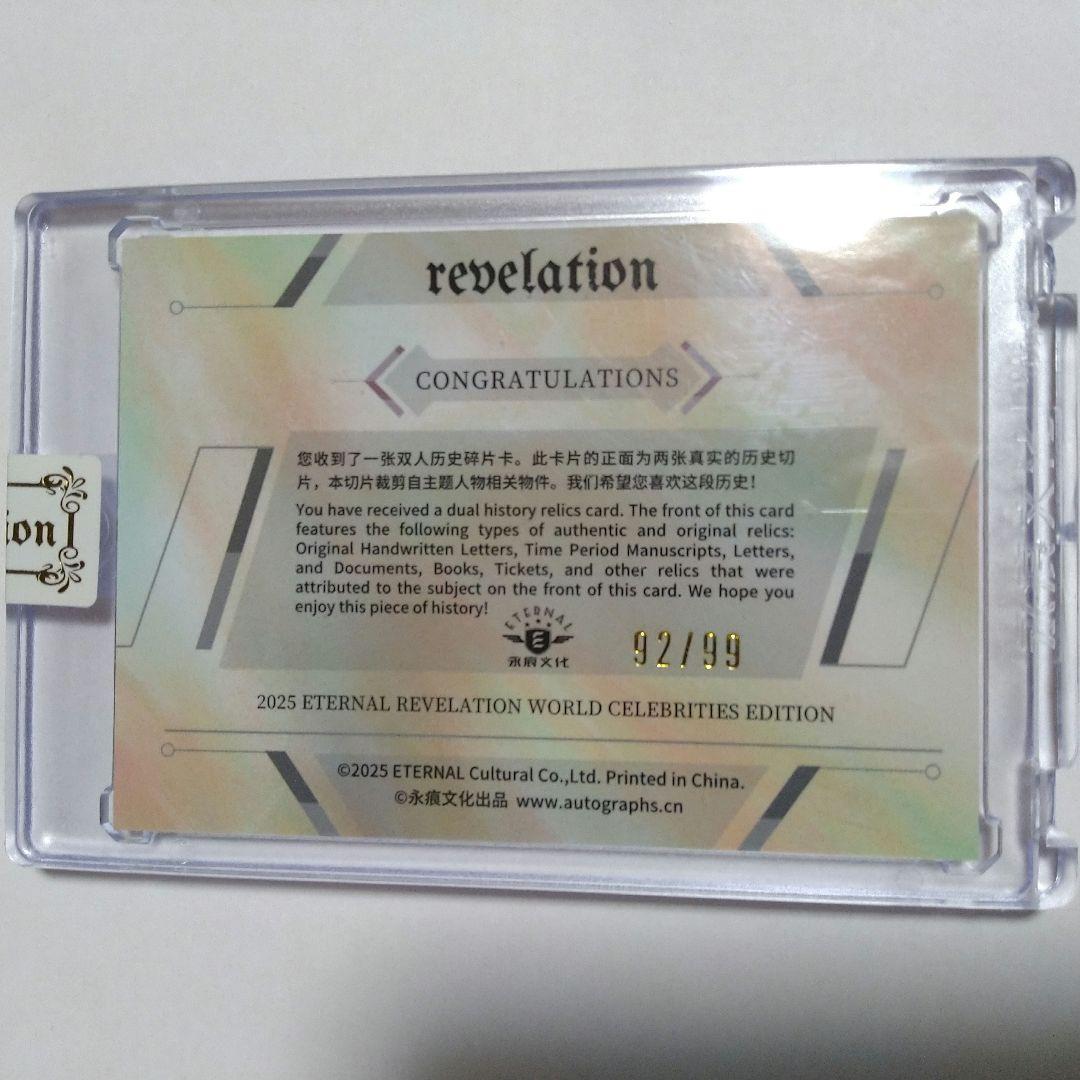 revelation
CONGRATULATIONS
您收到了一张双人历史碎片卡。此卡片的正面为两张真实的历史切
片，本切片裁剪自主题人物相关物件。我们希望您喜欢这段历史！
You have received a dual history relics card. The front of this card
features the following types of authentic and original relics:
Original Handwritten Letters, Time Period Manuscripts, Letters,
and Documents, Books, Tickets, and other relics that were
attributed to the subject on the front of this card. We hope you
enjoy this piece of history!
ETERNAL
永痕文化
92/99
2025 ETERNAL REVELATION WORLD CELEBRITIES EDITION
©2025 ETERNAL Cultural Co.,Ltd. Printed in China.
©永痕文化出品 www.autographs.cn
ion